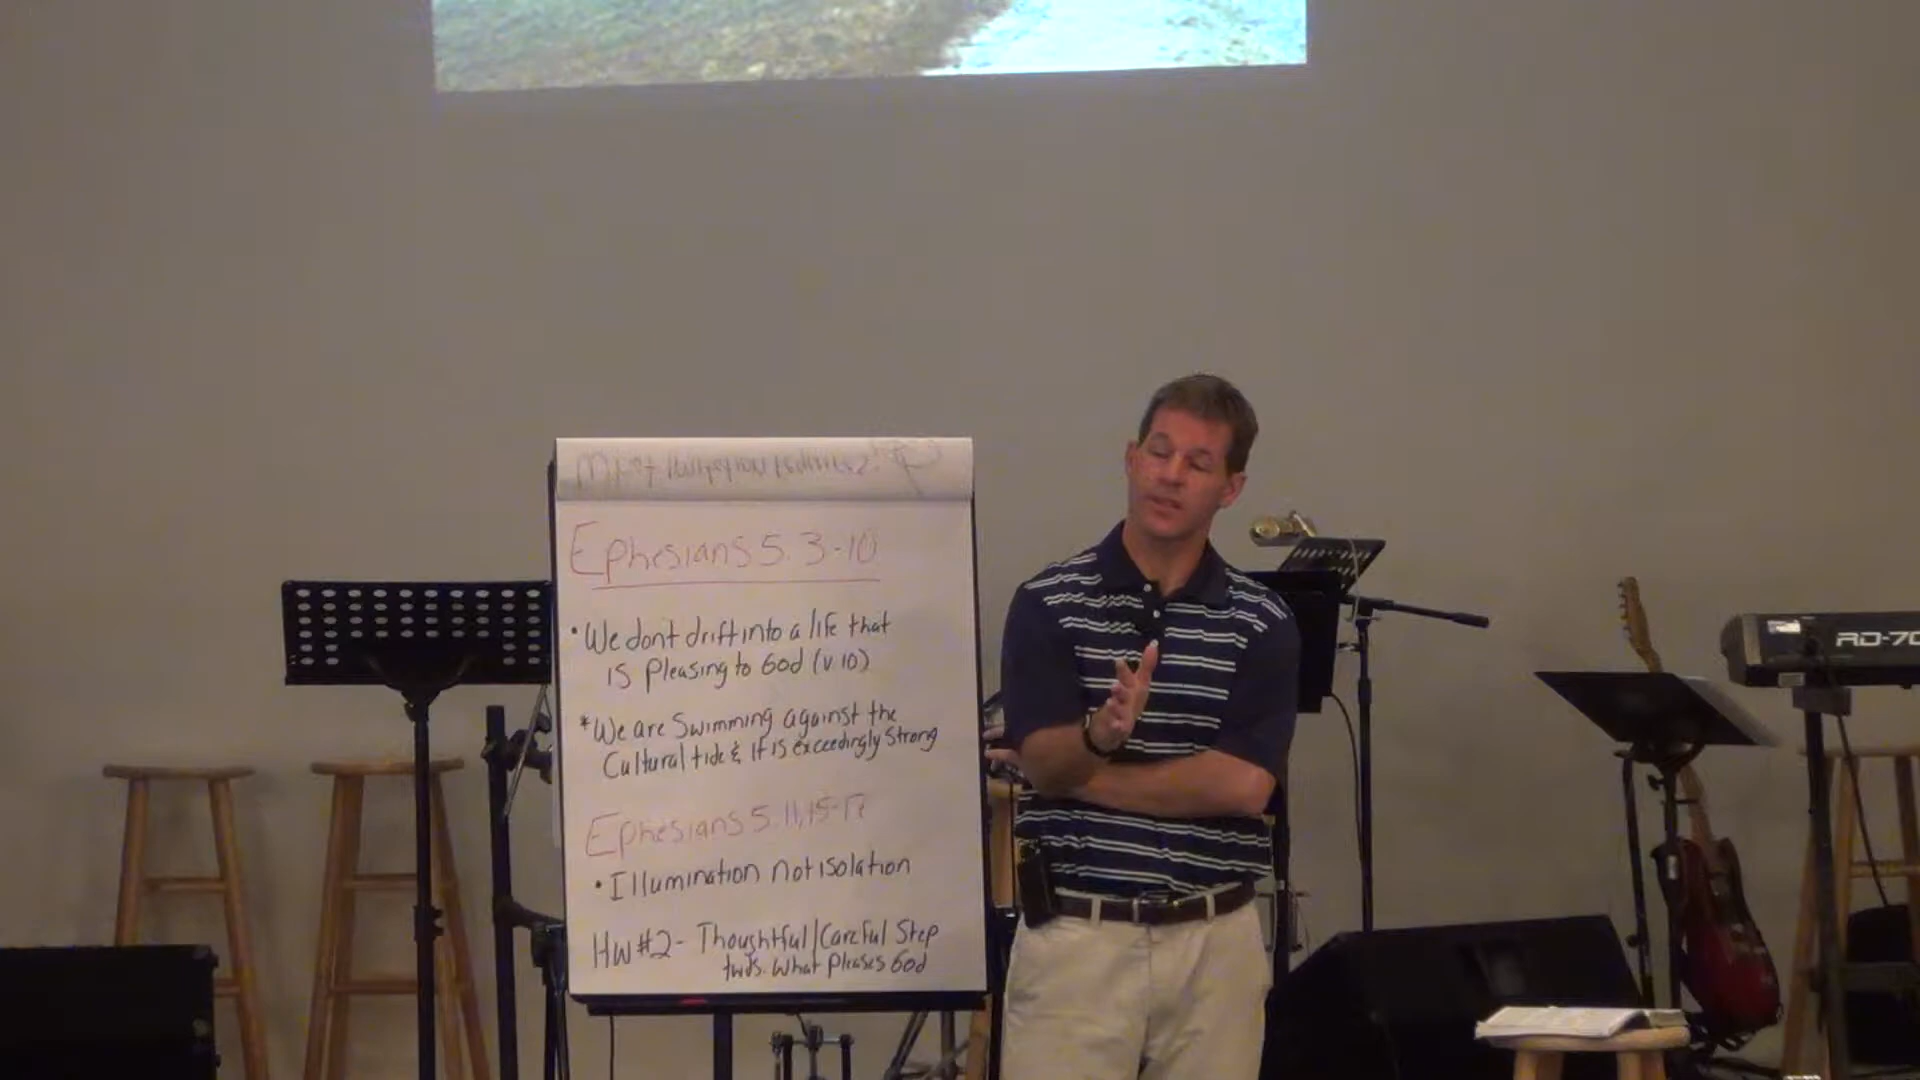 Ephesians 5. 3-10
• We dont drift into a life that
is Pleasing to God (v. 10)
* We are Swimming against the
Cultural tide & It is exceedingly Strong
Ephesians 5. 11, 15-17
• Illumination not isolation
HW #2 - Thoughtful/Careful Step
twds. What Pleases God
RD-70